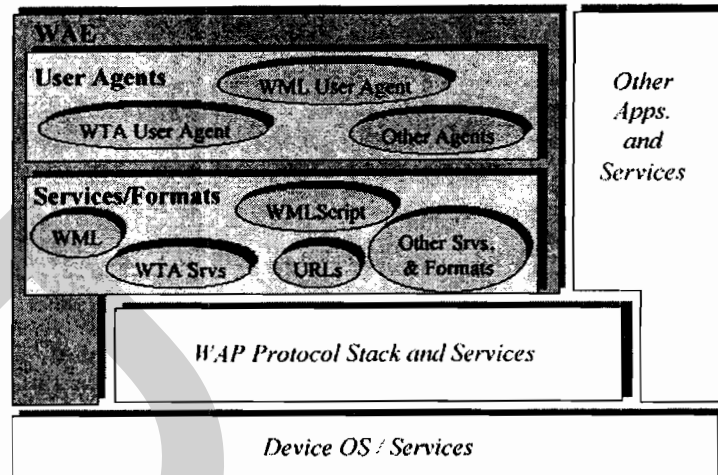 WAE
User Agents
WML User Agent
WTA User Agent
Other Agents
Services/Formats
WMLScript
WML
WTA Srvs
URLs
Other Srvs,
& Formats
Other
Apps.
and
Services
WAP Protocol Stack and Services
Device OS / Services